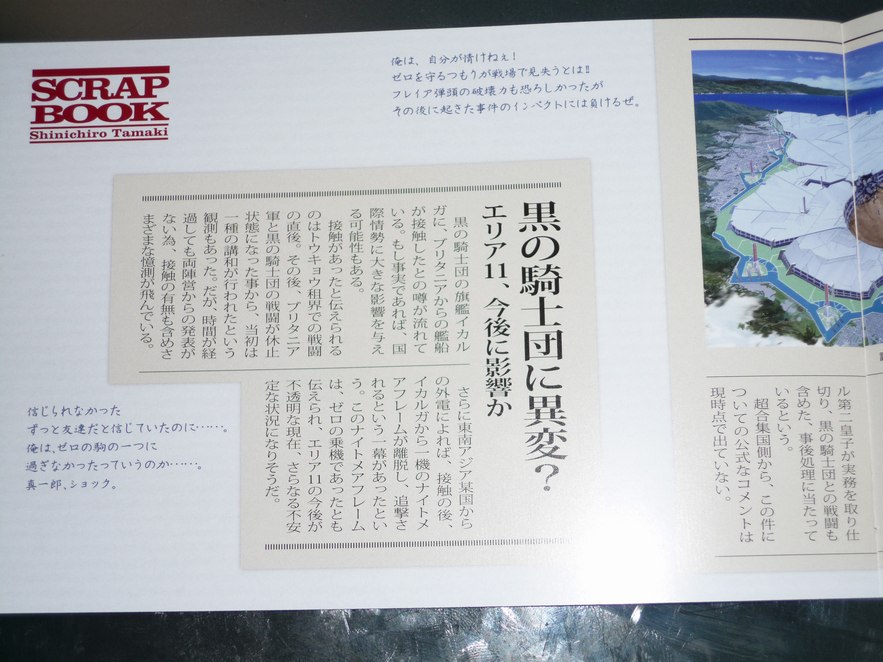 SCRAP
BOOK
Shinichiro Tamaki
俺は、自分が情けねぇ!
ゼロを守るつもりが戦場で見失うとは!!
フレイア弾頭の破壊力も恐ろしかったが
その後に起きた事件のインパクトには負けるぜ。
黒の騎士団に異変?
エリア11、今後に影響か
黒の騎士団の旗艦イカル
ガに、ブリタニアからの艦船
が接触したとの噂が流れて
いる。もし事実であれば、国
際情勢に大きな影響を与え
る可能性もある。
接触があったと伝えられる
のはトウキョウ租界での戦闘
の直後。その後、ブリタニア
軍と黒の騎士団の戦闘が休止
状態になった事から、当初は
一種の講和が行われたという
観測もあった。だが、時間が経
過しても両陣営からの発表が
ない為、接触の有無も含めさ
まざまな憶測が飛んでいる。
さらに東南アジア某国から
の外電によれば、接触の後、
イカルガから一機のナイトメ
アフレームが離脱し、追撃さ
れるという一幕があったとい
う。このナイトメアフレーム
は、ゼロの乗機であったとも
伝えられ、エリア11の今後が
不透明な現在、さらなる不安
定な状況になりそうだ。
信じられなかった
ずっと友達だと信じていたのに……。
俺は、ゼロの駒の一つに
過ぎなかったっていうのか……。
真一郎、ショック。
ル第二皇子が実務を取り仕
切り、黒の騎士団との戦闘も
含めた、事後処理に当たって
いるという。
超合集国側から、この件に
ついての公式なコメントは
現時点で出ていない。